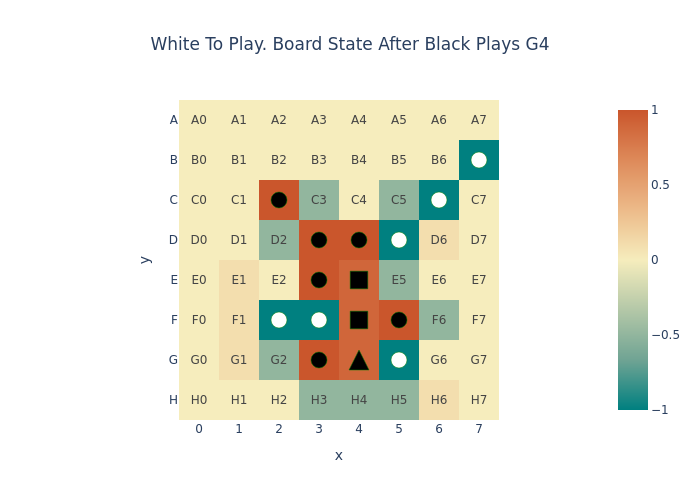 White To Play. Board State After Black Plays G4
A A0 A1 A2 A3 A4 A5 A6 A7 1
B B0 B1 B2 B3 B4 B5 B6
C C0 C1 C3 C4 C5 C7 0.5
D D0 D1 D2 D6 D7
y E E0 E1 E2 E5 E6 E7 0
F F0 F1 F6 F7 −0.5
G G0 G1 G2 G6 G7
H H0 H1 H2 H3 H4 H5 H6 H7 −1
0 1 2 3 4 5 6 7
x